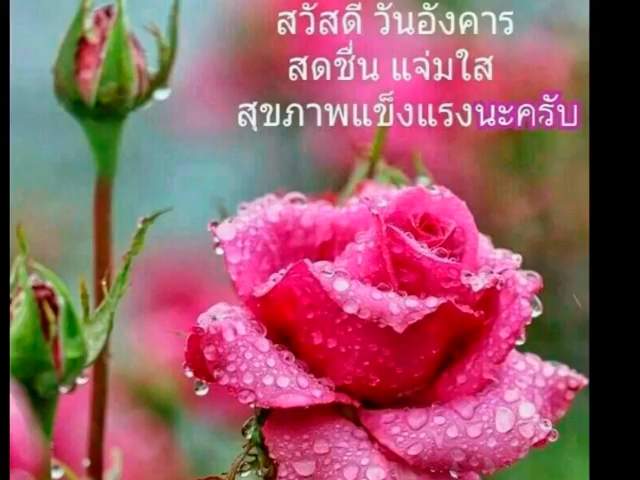 สวัสดี วันอังคาร
สดชื่น แจ่มใส
สุขภาพแข็งแรงนะครับ